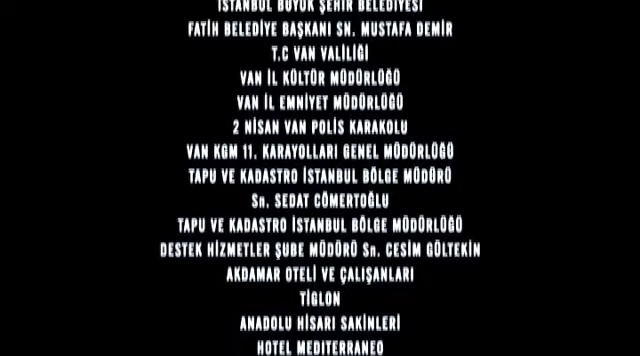 İSTANBUL BÜYÜK ŞEHİR BELEDİYESİ
FATİH BELEDİYE BAŞKANI SN. MUSTAFA DEMİR
T.C VAN VALİLİĞİ
VAN İL KÜLTÜR MÜDÜRLÜĞÜ
VAN İL EMNİYET MÜDÜRLÜĞÜ
2 NİSAN VAN POLİS KARAKOLU
VAN KGM 11. KARAYOLLARI GENEL MÜDÜRLÜĞÜ
TAPU VE KADASTRO İSTANBUL BÖLGE MÜDÜRÜ
Sn. SEDAT CÖMERTOĞLU
TAPU VE KADASTRO İSTANBUL BÖLGE MÜDÜRLÜĞÜ
DESTEK HİZMETLER ŞUBE MÜDÜRÜ Sn. CESİM GÜLTEKİN
AKDAMAR OTELİ VE ÇALIŞANLARI
TİGLON
ANADOLU HİSARI SAKİNLERİ
HOTEL MEDITERRANEO